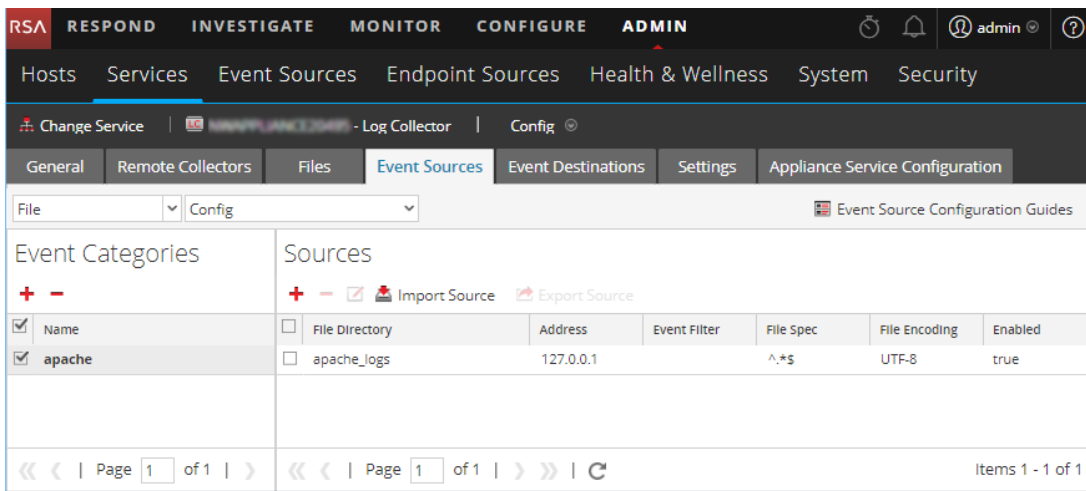 RSA RESPOND INVESTIGATE MONITOR CONFIGURE ADMIN admin
Hosts Services Event Sources Endpoint Sources Health & Wellness System Security
Change Service | LC - Log Collector | Config
General Remote Collectors Files Event Sources Event Destinations Settings Appliance Service Configuration
File Config Event Source Configuration Guides
Event Categories Sources
Import Source Export Source
Name File Directory Address Event Filter File Spec File Encoding Enabled
apache apache_logs 127.0.0.1 ^.*$ UTF-8 true
| Page 1 of 1 | | Page 1 of 1 | | Items 1 - 1 of 1